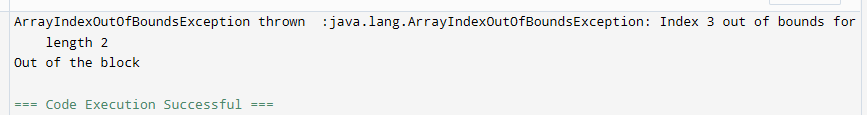 ArrayIndexOutOfBoundsException thrown  :java.lang.ArrayIndexOutOfBoundsException: Index 3 out of bounds for
    length 2
Out of the block
=== Code Execution Successful ===